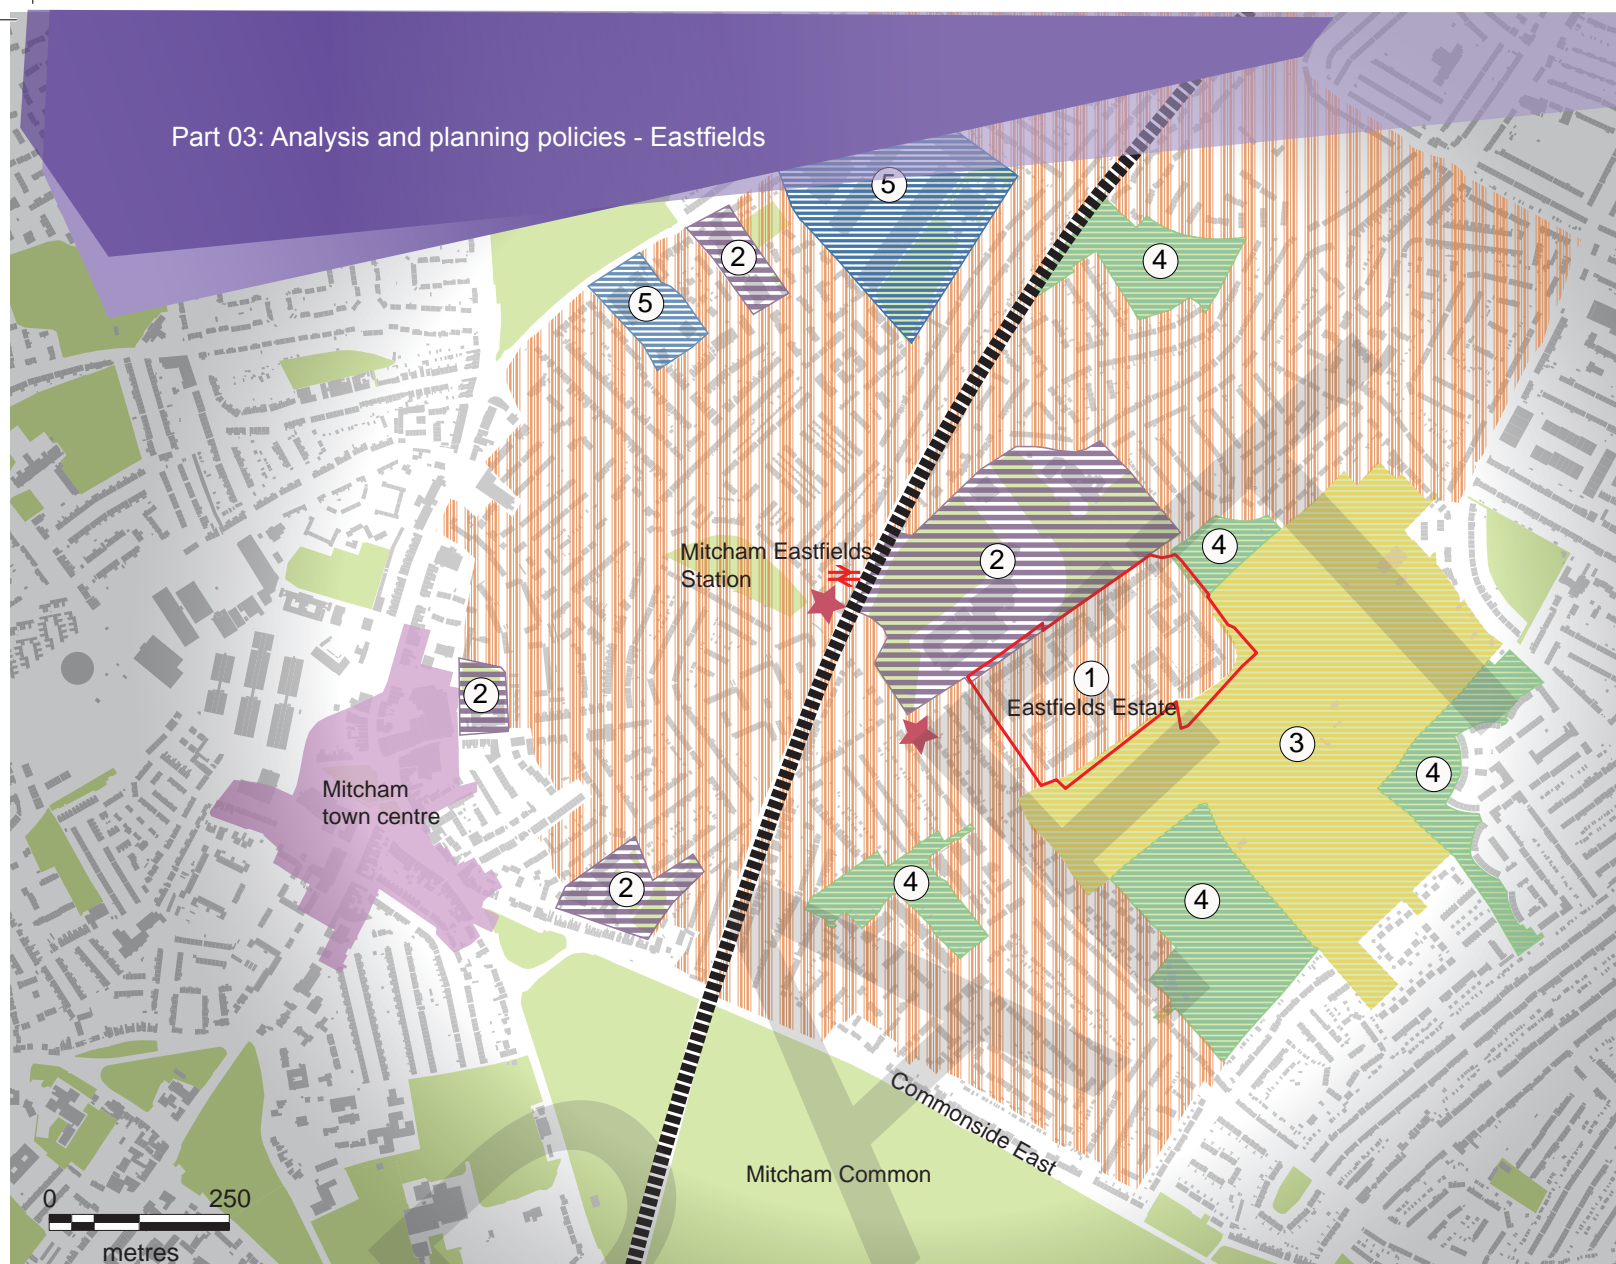 Part 03: Analysis and planning policies - Eastfields
5
2
4
5
Mitcham Eastfields
Station
2
4
1
Eastfields Estate
2
3
4
Mitcham
town centre
2
4
4
Commonside East
Mitcham Common
0 250
metres